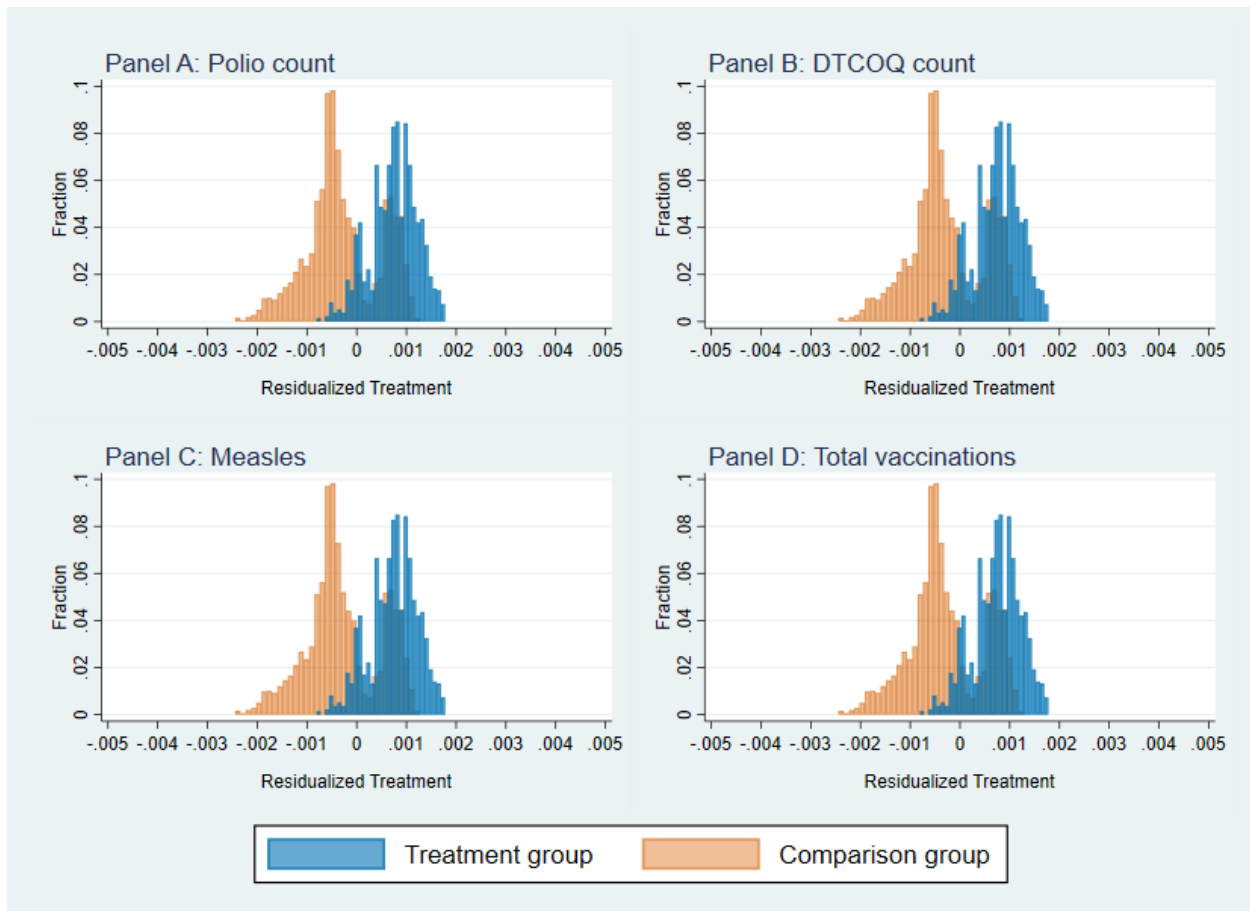 Panel A: Polio count
Fraction
.1
.08
.06
.04
.02
0
-.005 -.004 -.003 -.002 -.001 0 .001 .002 .003 .004 .005
Residualized Treatment
Panel B: DTCOQ count
Fraction
.1
.08
.06
.04
.02
0
-.005 -.004 -.003 -.002 -.001 0 .001 .002 .003 .004 .005
Residualized Treatment
Panel C: Measles
Fraction
.1
.08
.06
.04
.02
0
-.005 -.004 -.003 -.002 -.001 0 .001 .002 .003 .004 .005
Residualized Treatment
Panel D: Total vaccinations
Fraction
.1
.08
.06
.04
.02
0
-.005 -.004 -.003 -.002 -.001 0 .001 .002 .003 .004 .005
Residualized Treatment
Treatment group Comparison group